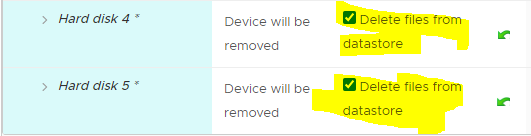 Hard disk 4 *
Device will be
removed
Delete files from
datastore
Hard disk 5 *
Device will be
removed
Delete files from
datastore